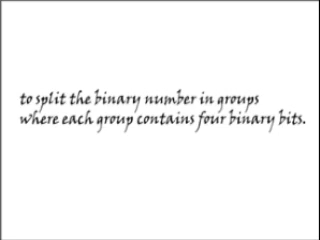 to split the binary number in groups
where each group contains four binary bits.